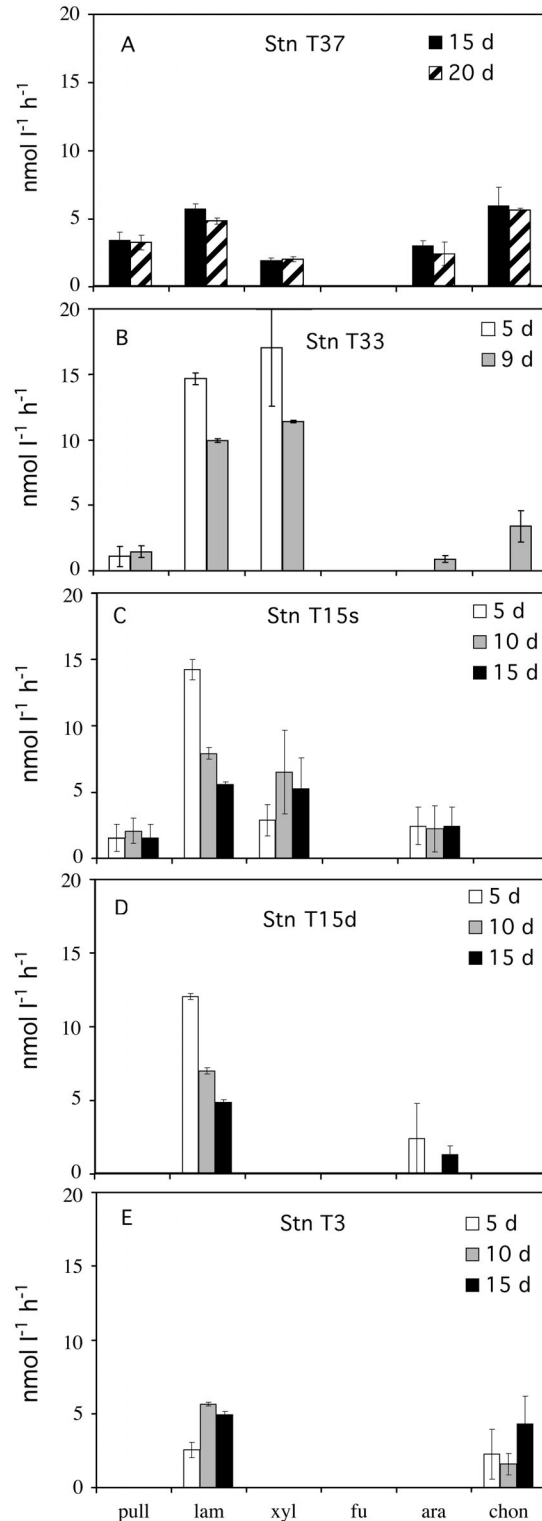 A
Stn T37
15 d
20 d
20
15
10
5
0
nmol l⁻¹ h⁻¹
B
Stn T33
5 d
9 d
20
15
10
5
0
nmol l⁻¹ h⁻¹
C
Stn T15s
5 d
10 d
15 d
20
15
10
5
0
nmol l⁻¹ h⁻¹
D
Stn T15d
5 d
10 d
15 d
20
15
10
5
0
nmol l⁻¹ h⁻¹
E
Stn T3
5 d
10 d
15 d
20
15
10
5
0
nmol l⁻¹ h⁻¹
pull lam xyl fu ara chon